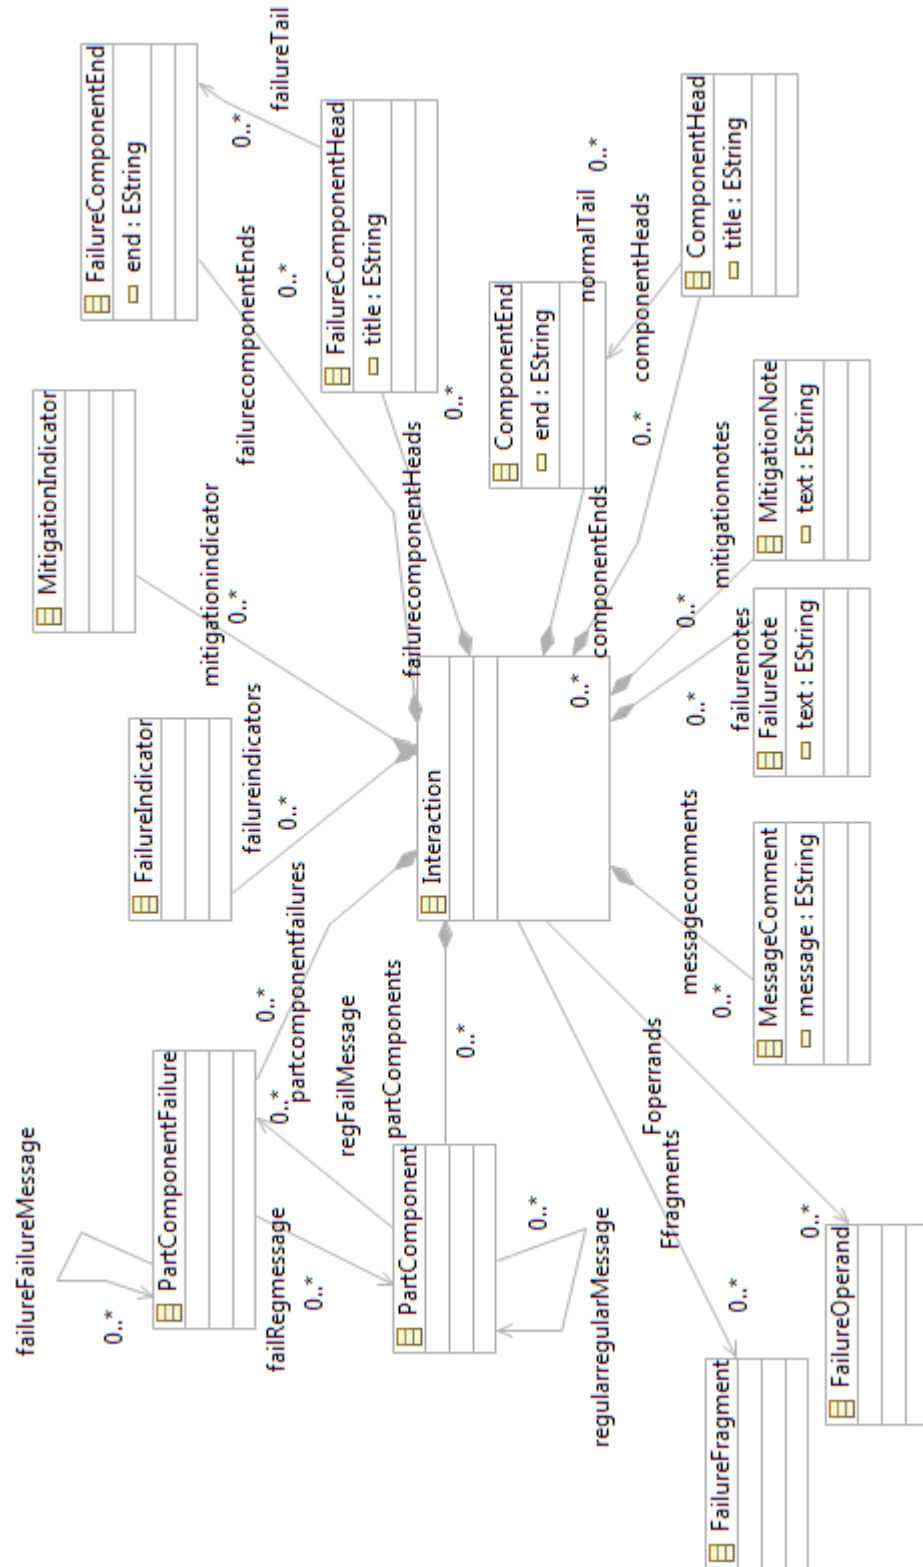 failureFailureMessage
0..*
PartComponentFailure
failRegmessage
0..*
0..*
regFailMessage
0..*
partcomponentfailures
PartComponent
partComponents
0..*
0..*
regularregularMessage
FailureIndicator
failureindicators
0..*
MitigationIndicator
mitigationindicator
0..*
FailureComponentEnd
end : EString
failurecomponentEnds
0..*
failureTail
0..*
FailureComponentHead
title : EString
failurecomponentHeads
0..*
Interaction
0..*
ComponentEnd
end : EString
componentEnds
normalTail
0..*
componentHeads
0..*
ComponentHead
title : EString
mitigationnotes
0..*
MitigationNote
text : EString
failurenotes
0..*
FailureNote
text : EString
messagecomments
0..*
MessageComment
message : EString
Foperrands
0..*
Ffragments
0..*
FailureFragment
FailureOperand